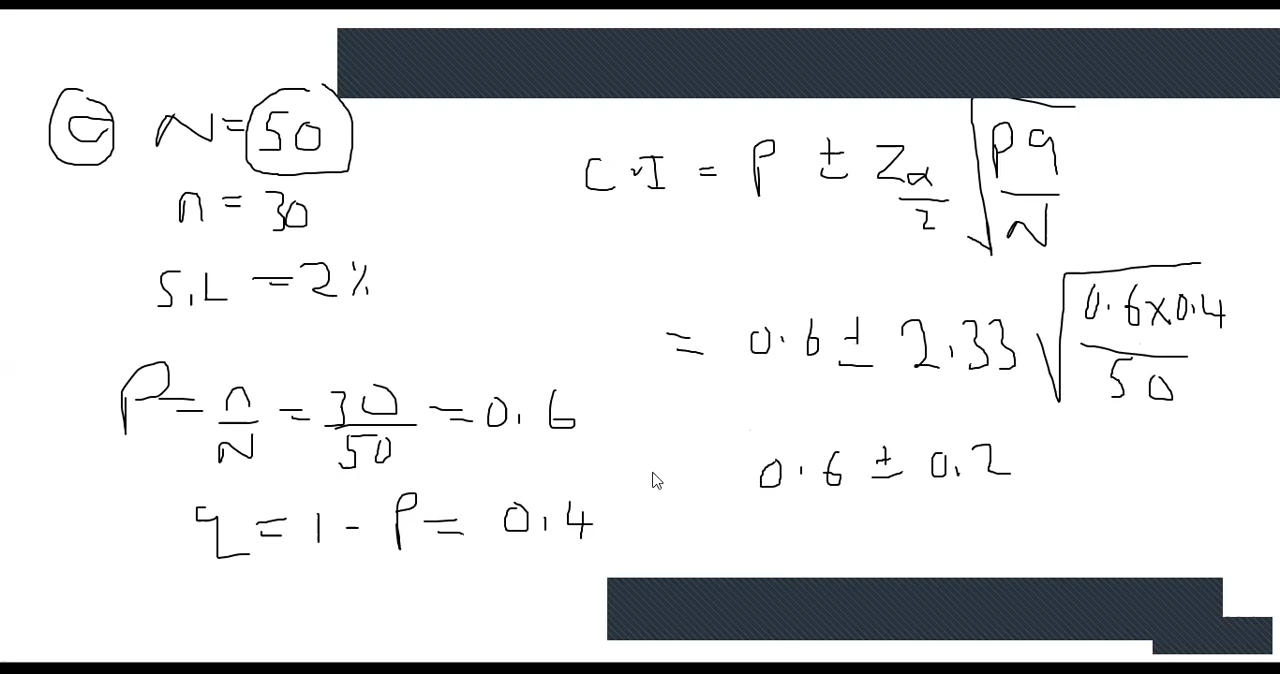 C N = 50
n = 30
S.L = 2%
P = n/N = 30/50 = 0.6
q = 1 - P = 0.4
C.I = P ± Zα/2 √(pq/N)
= 0.6 ± 2.33 √(0.6×0.4/50)
0.6 ± 0.2